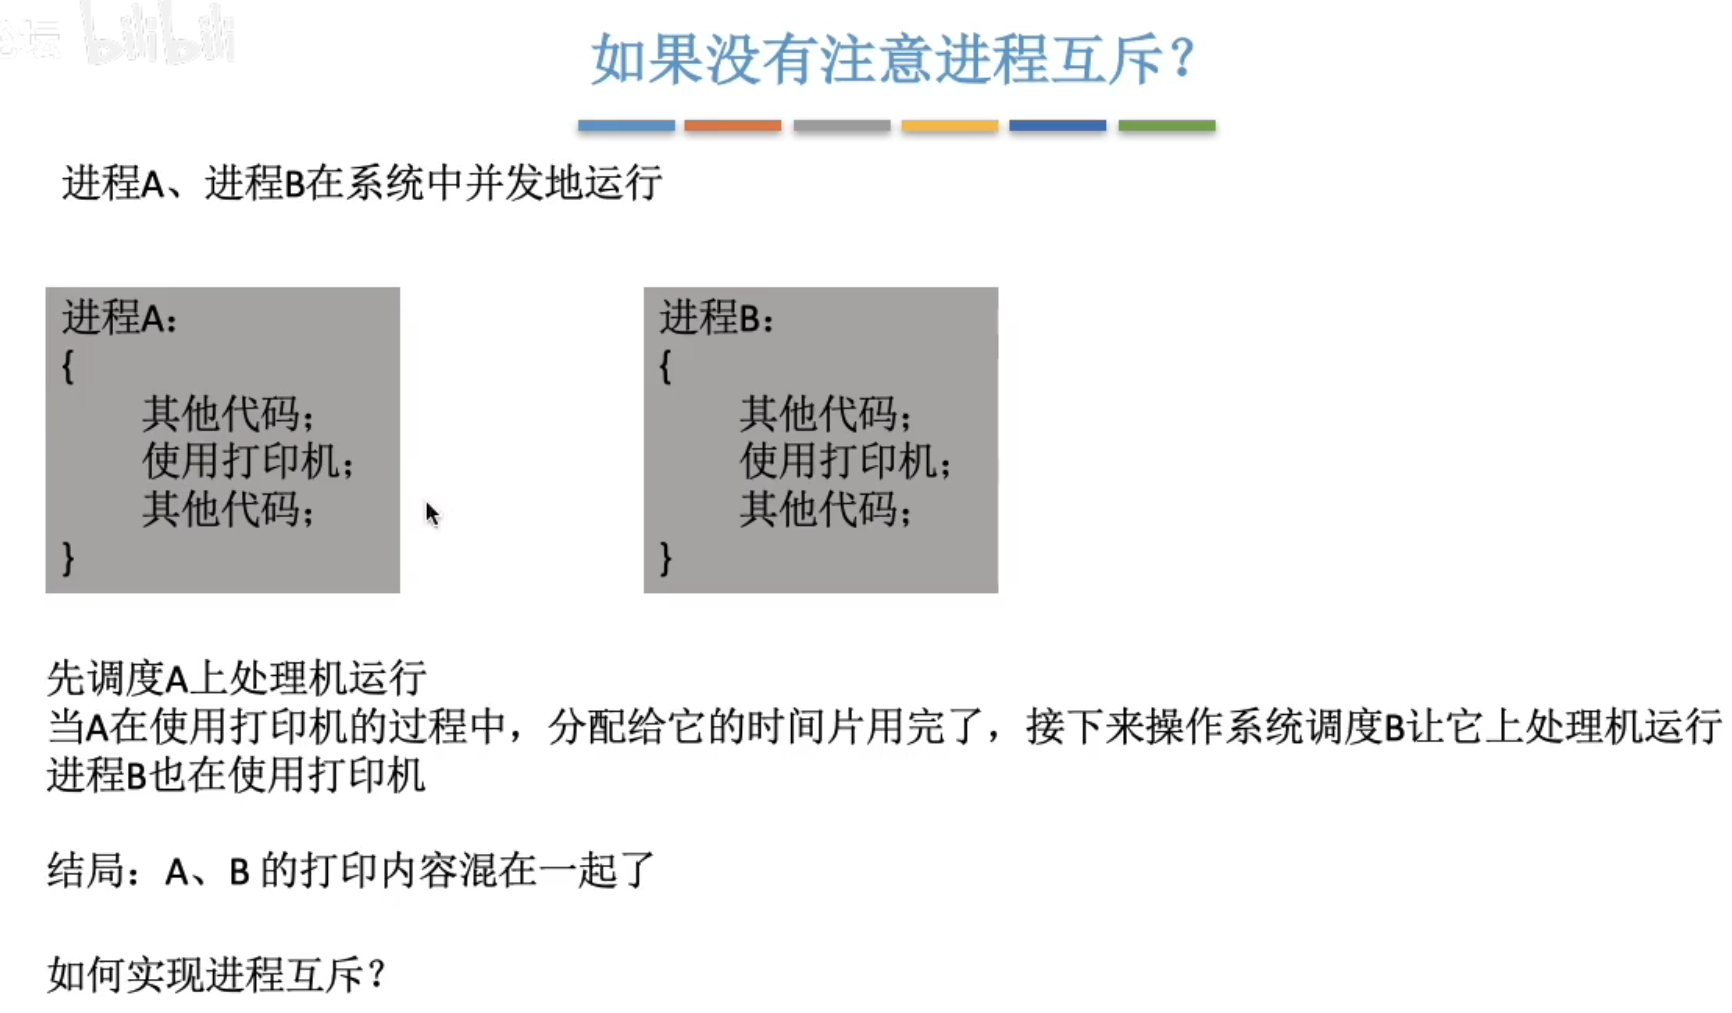 坛 bilibili
如果没有注意进程互斥？
进程A、进程B在系统中并发地运行
进程A：
{
其他代码；
使用打印机；
其他代码；
}
进程B：
{
其他代码；
使用打印机；
其他代码；
}
先调度A上处理机运行
当A在使用打印机的过程中，分配给它的时间片用完了，接下来操作系统调度B让它上处理机运行
进程B也在使用打印机
结局：A、B 的打印内容混在一起了
如何实现进程互斥？